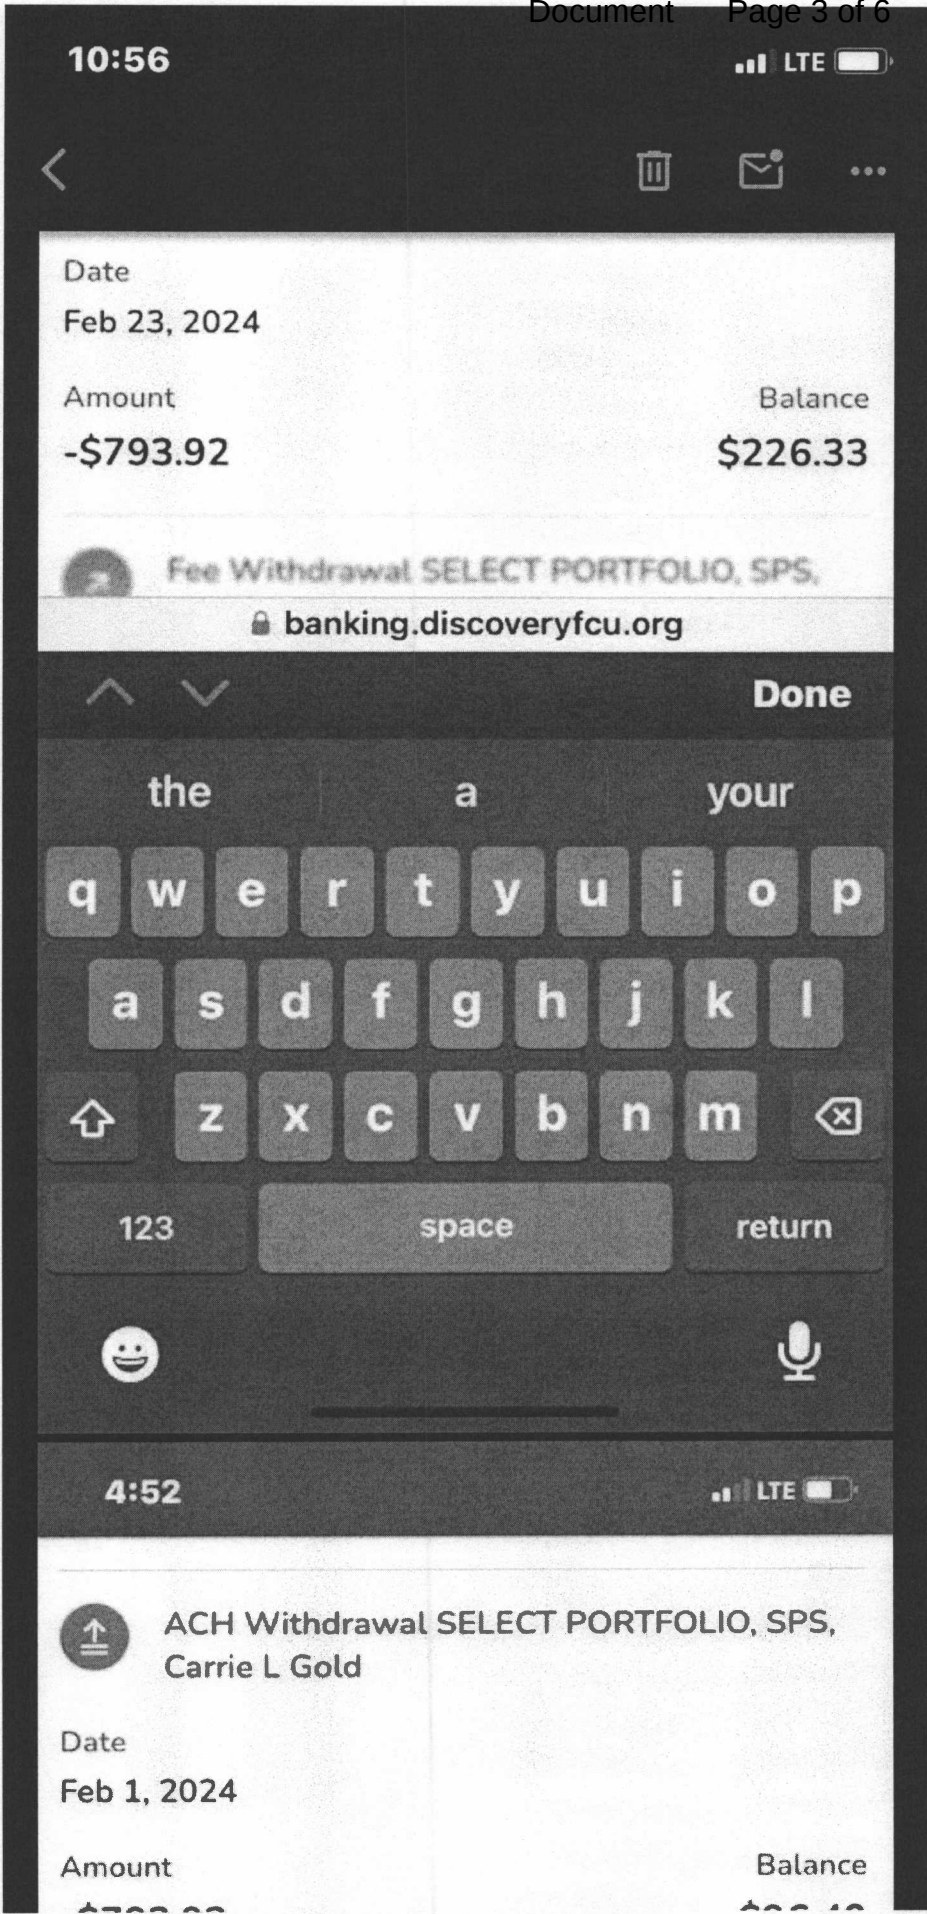 Document Page 3 of 6
10:56 LTE
Date
Feb 23, 2024
Amount Balance
-$793.92 $226.33
Fee Withdrawal SELECT PORTFOLIO, SPS,
banking.discoveryfcu.org
Done
the a your
q w e r t y u i o p
a s d f g h j k l
z x c v b n m
123 space return
4:52 LTE
ACH Withdrawal SELECT PORTFOLIO, SPS,
Carrie L Gold
Date
Feb 1, 2024
Amount Balance